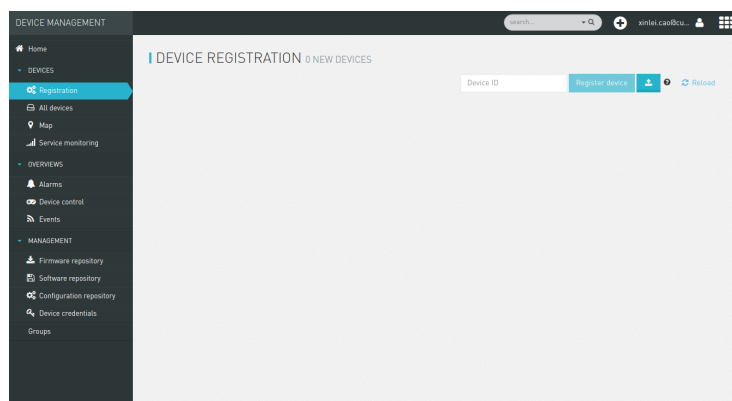 DEVICE MANAGEMENT
search...
xinlei.cao@cu...
Home
DEVICES
Registration
All devices
Map
Service monitoring
OVERVIEWS
Alarms
Device control
Events
MANAGEMENT
Firmware repository
Software repository
Configuration repository
Device credentials
Groups
DEVICE REGISTRATION 0 NEW DEVICES
Device ID
Register device
Reload